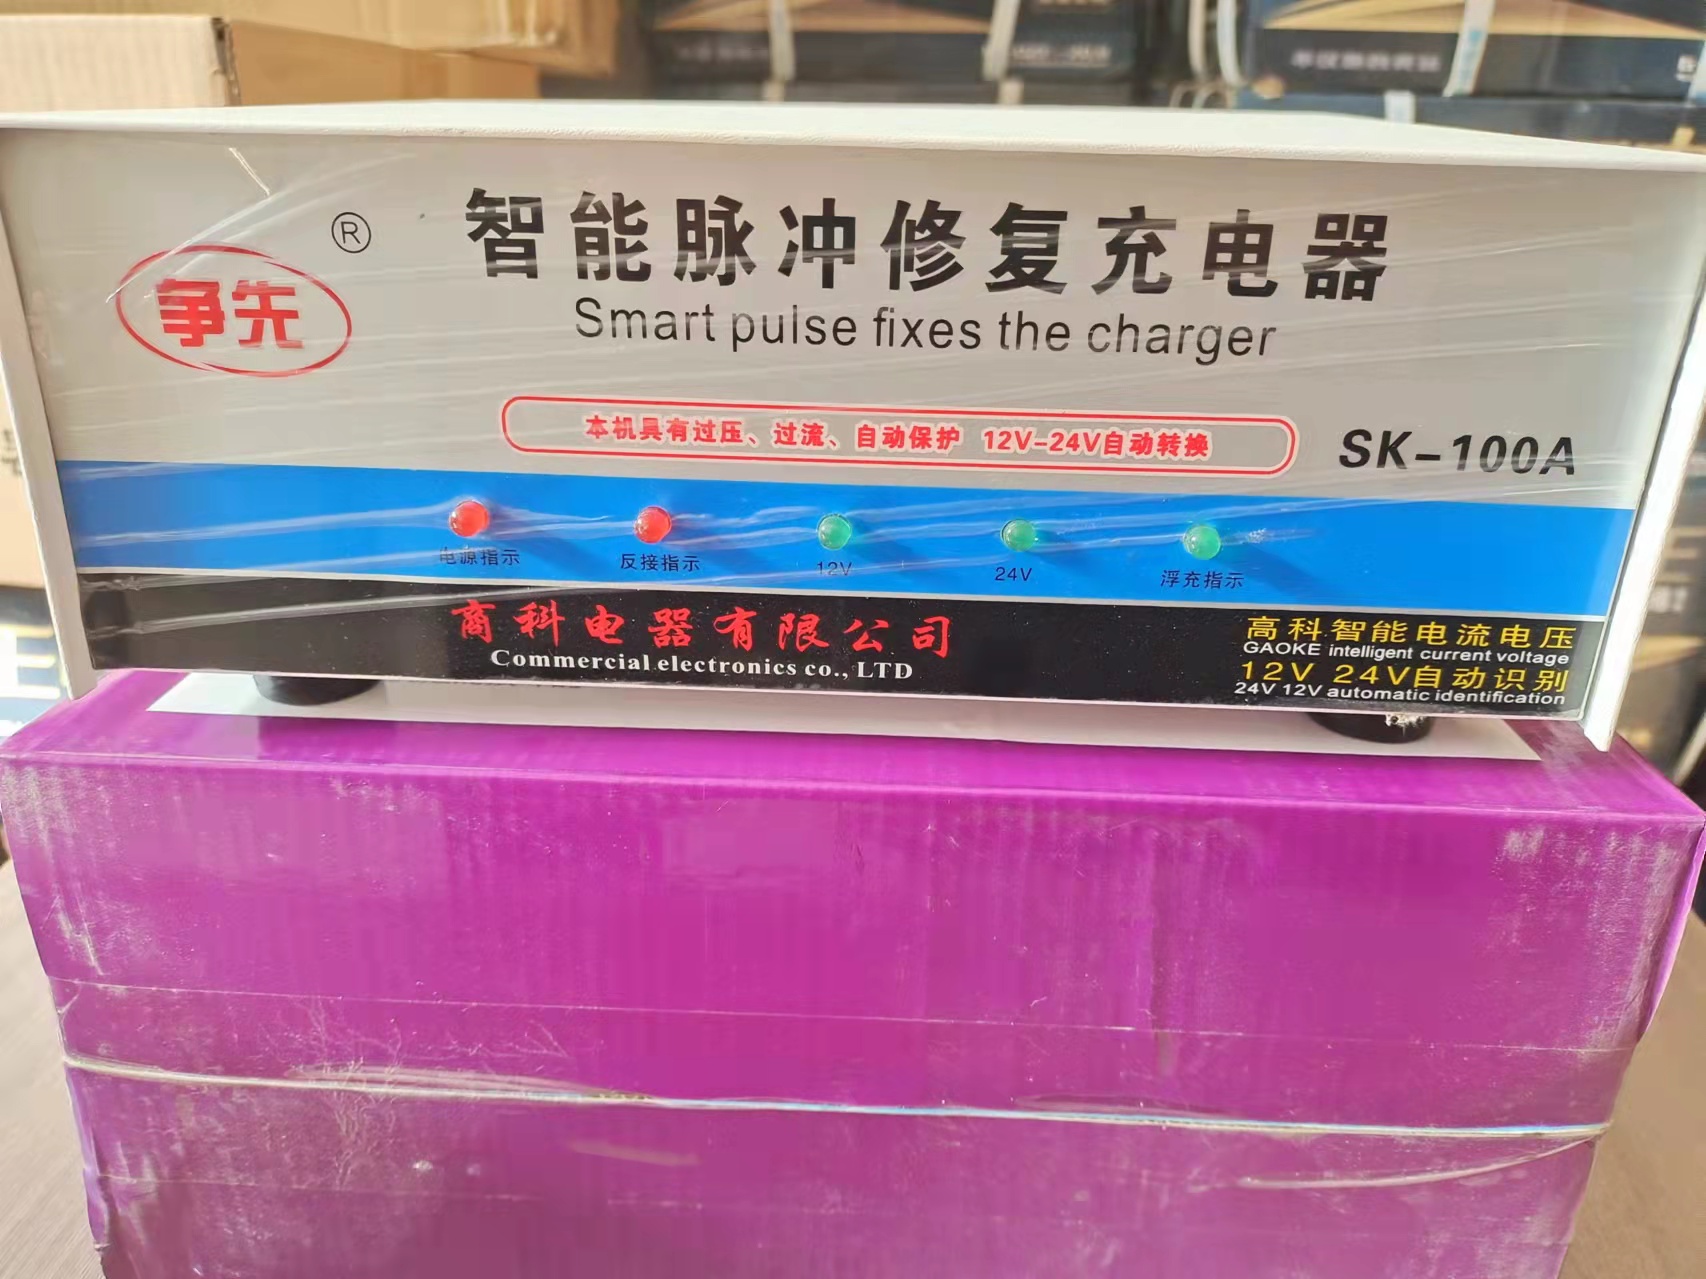 智能脉冲修复充电器
®
争先
Smart pulse fixes the charger
本机具有过压、过流、自动保护 12V-24V自动转换
SK-100A
电源指示
反接指示
12V
24V
浮充指示
商科电器有限公司
Commercial electronics co., LTD
高科智能电流电压
GAOKE intelligent current voltage
12V 24V自动识别
24V 12V automatic identification